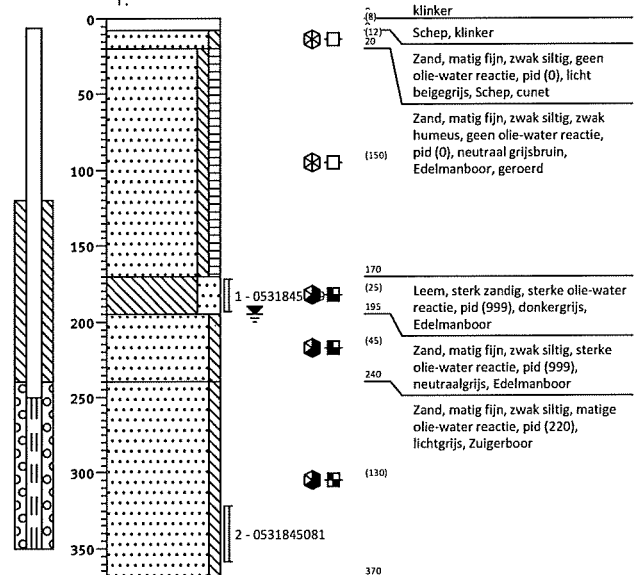 0
50
100
150
200
250
300
350
1 - 0531845
2 - 0531845081
(8)
klinker
(12)
20
Schep, klinker
Zand, matig fijn, zwak siltig, geen
olie-water reactie, pid (0), licht
beigegrijs, Schep, cunet
(150)
Zand, matig fijn, zwak siltig, zwak
humeus, geen olie-water reactie,
pid (0), neutraal grijsbruin,
Edelmanboor, geroerd
170
(25)
195
Leem, sterk zandig, sterke olie-water
reactie, pid (999), donkergrijs,
Edelmanboor
(45)
240
Zand, matig fijn, zwak siltig, sterke
olie-water reactie, pid (999),
neutraalgrijs, Edelmanboor
Zand, matig fijn, zwak siltig, matige
olie-water reactie, pid (220),
lichtgrijs, Zuigerboor
(130)
370